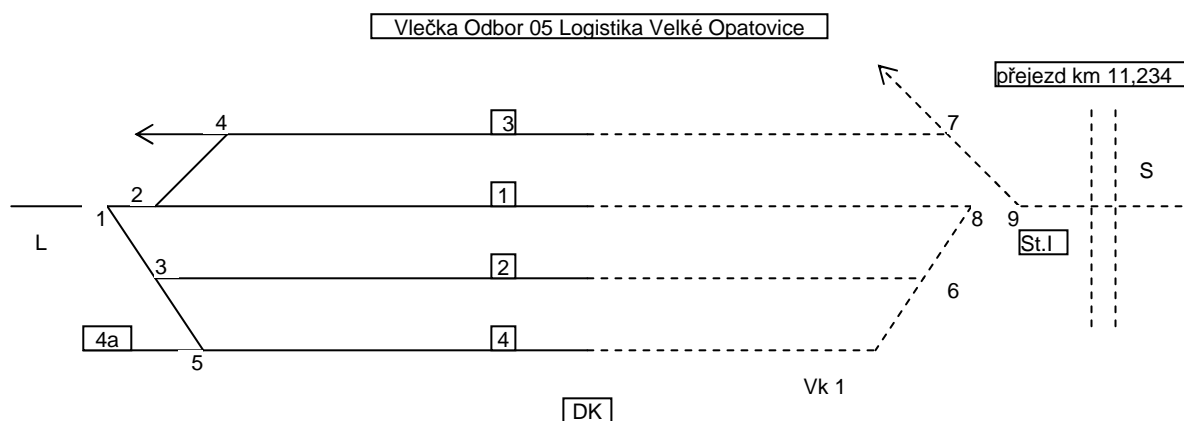 Vlečka Odbor 05 Logistika Velké Opatovice
přejezd km 11,234
4 3 7
S
2 1
1 8 9
L St.I
3 2
6
4a 4
5
Vk 1
DK